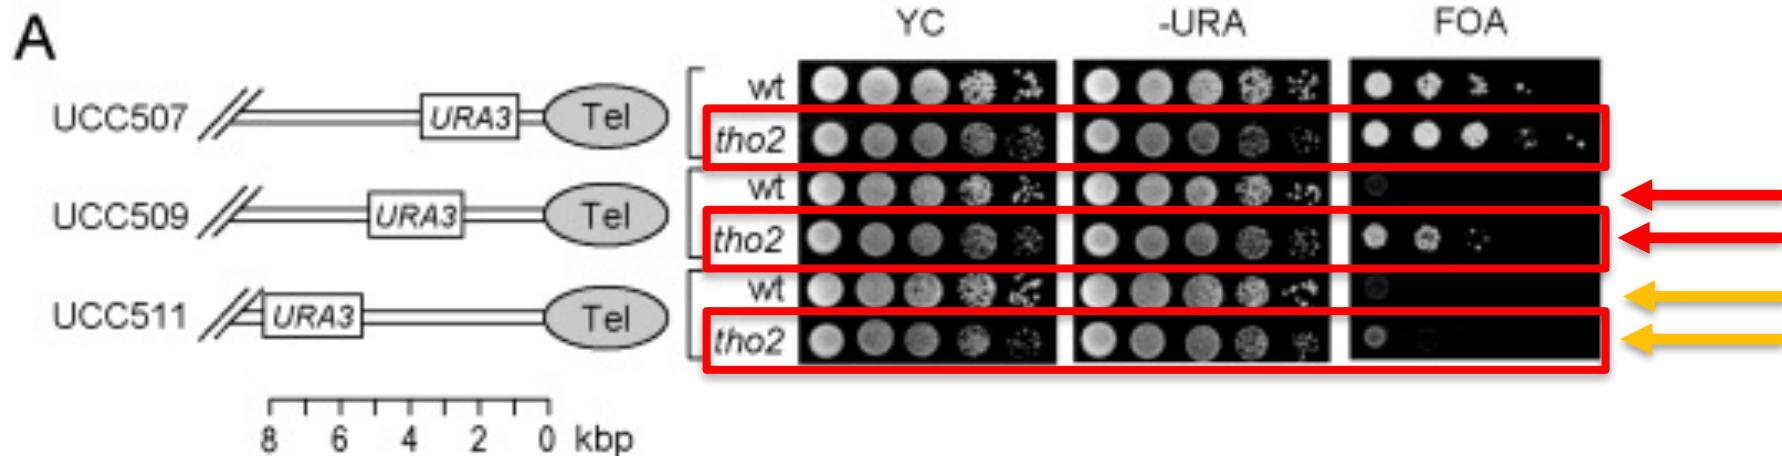 A YC -URA FOA
UCC507 URA3 Tel wt
tho2
UCC509 URA3 Tel wt
tho2
UCC511 URA3 Tel wt
tho2
8 6 4 2 0 kbp